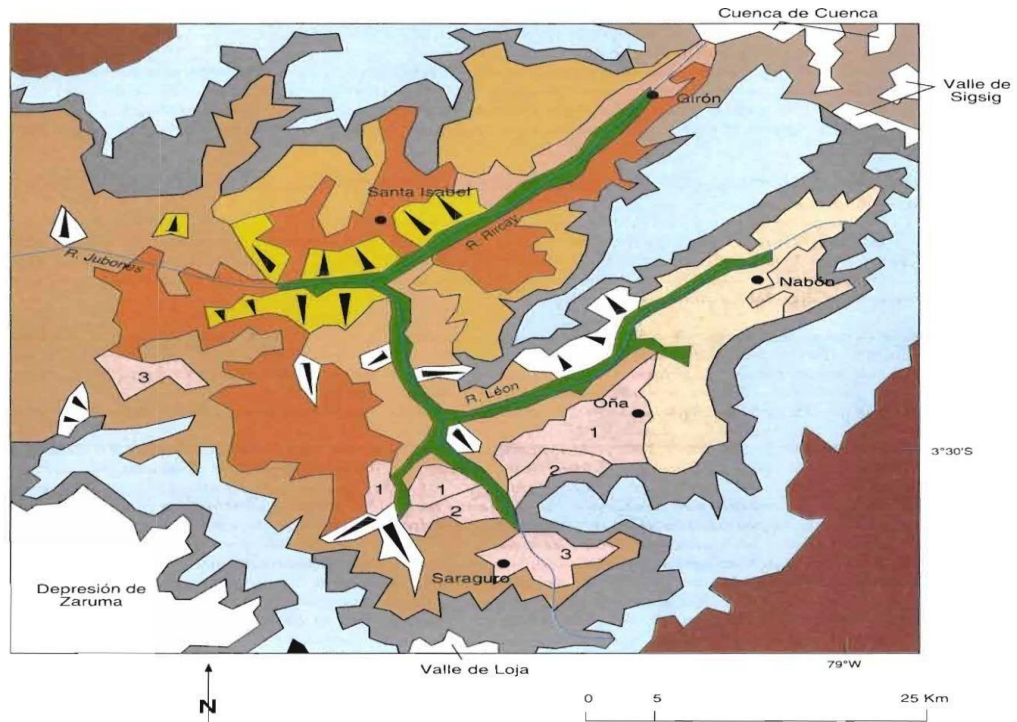 Cuenca de Cuenca
Valle de
Sigsig
Girón
Santa Isabel
R. Rircay
R. Jubones
Nabón
3
R. Léon
Oña
1
3°30'S
2
1
1
2
3
Saraguro
Depresión de
Zaruma
Valle de Loja
79°W
N
0 5 25 Km